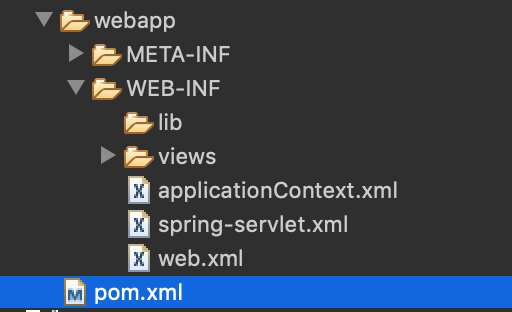 webapp
META-INF
WEB-INF
lib
views
applicationContext.xml
spring-servlet.xml
web.xml
pom.xml